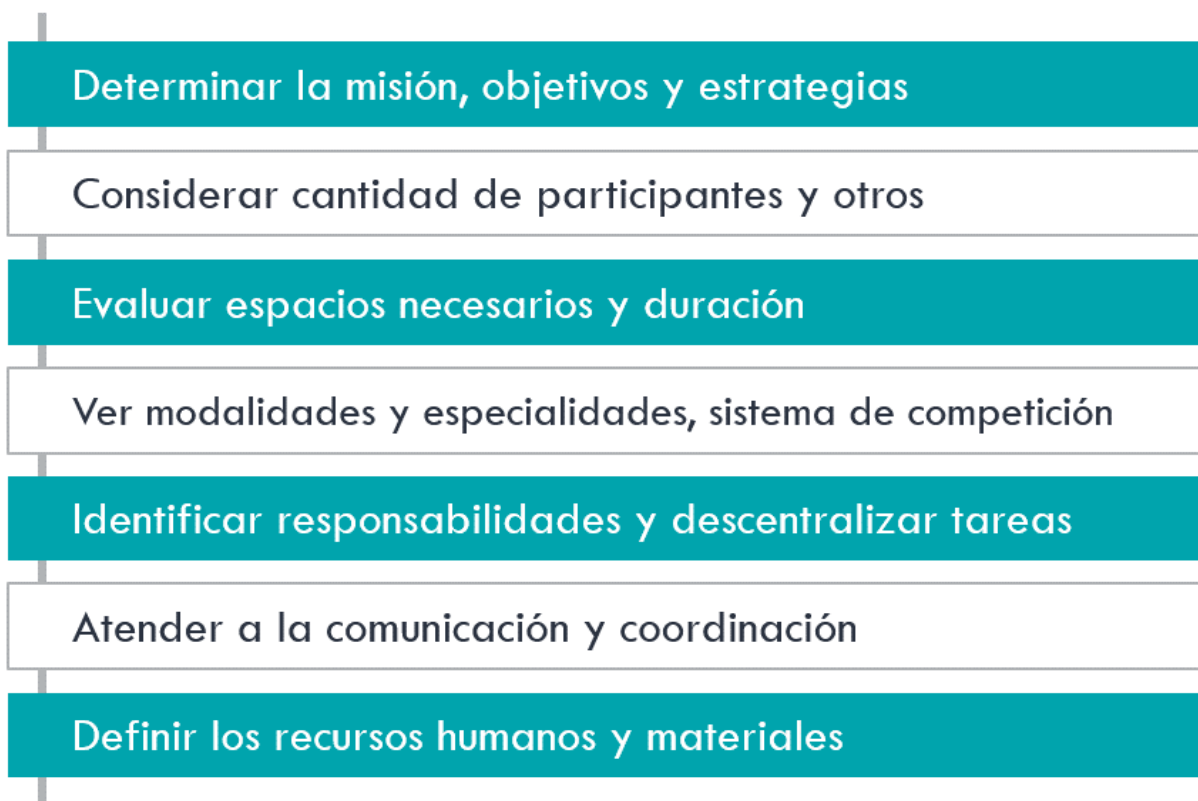 Determinar la misión, objetivos y estrategias
Considerar cantidad de participantes y otros
Evaluar espacios necesarios y duración
Ver modalidades y especialidades, sistema de competición
Identificar responsabilidades y descentralizar tareas
Atender a la comunicación y coordinación
Definir los recursos humanos y materiales